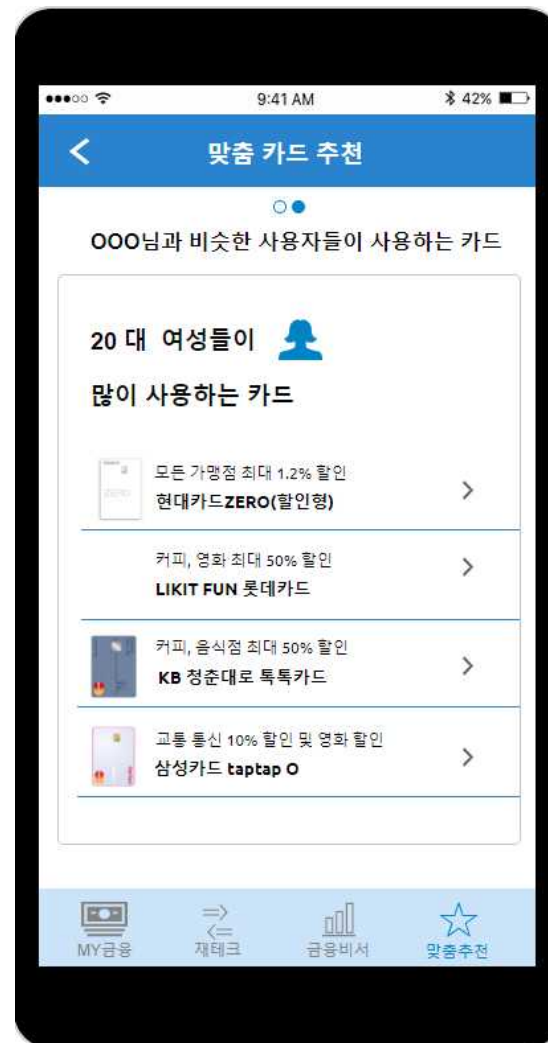 9:41 AM
42%
맞춤 카드 추천
OOO님과 비슷한 사용자들이 사용하는 카드
20 대 여성들이
많이 사용하는 카드
모든 가맹점 최대 1.2% 할인
현대카드ZERO(할인형)
커피, 영화 최대 50% 할인
LIKIT FUN 롯데카드
커피, 음식점 최대 50% 할인
KB 청춘대로 톡톡카드
교통 통신 10% 할인 및 영화 할인
삼성카드 taptap O
MY금융
재테크
금융비서
맞춤추천